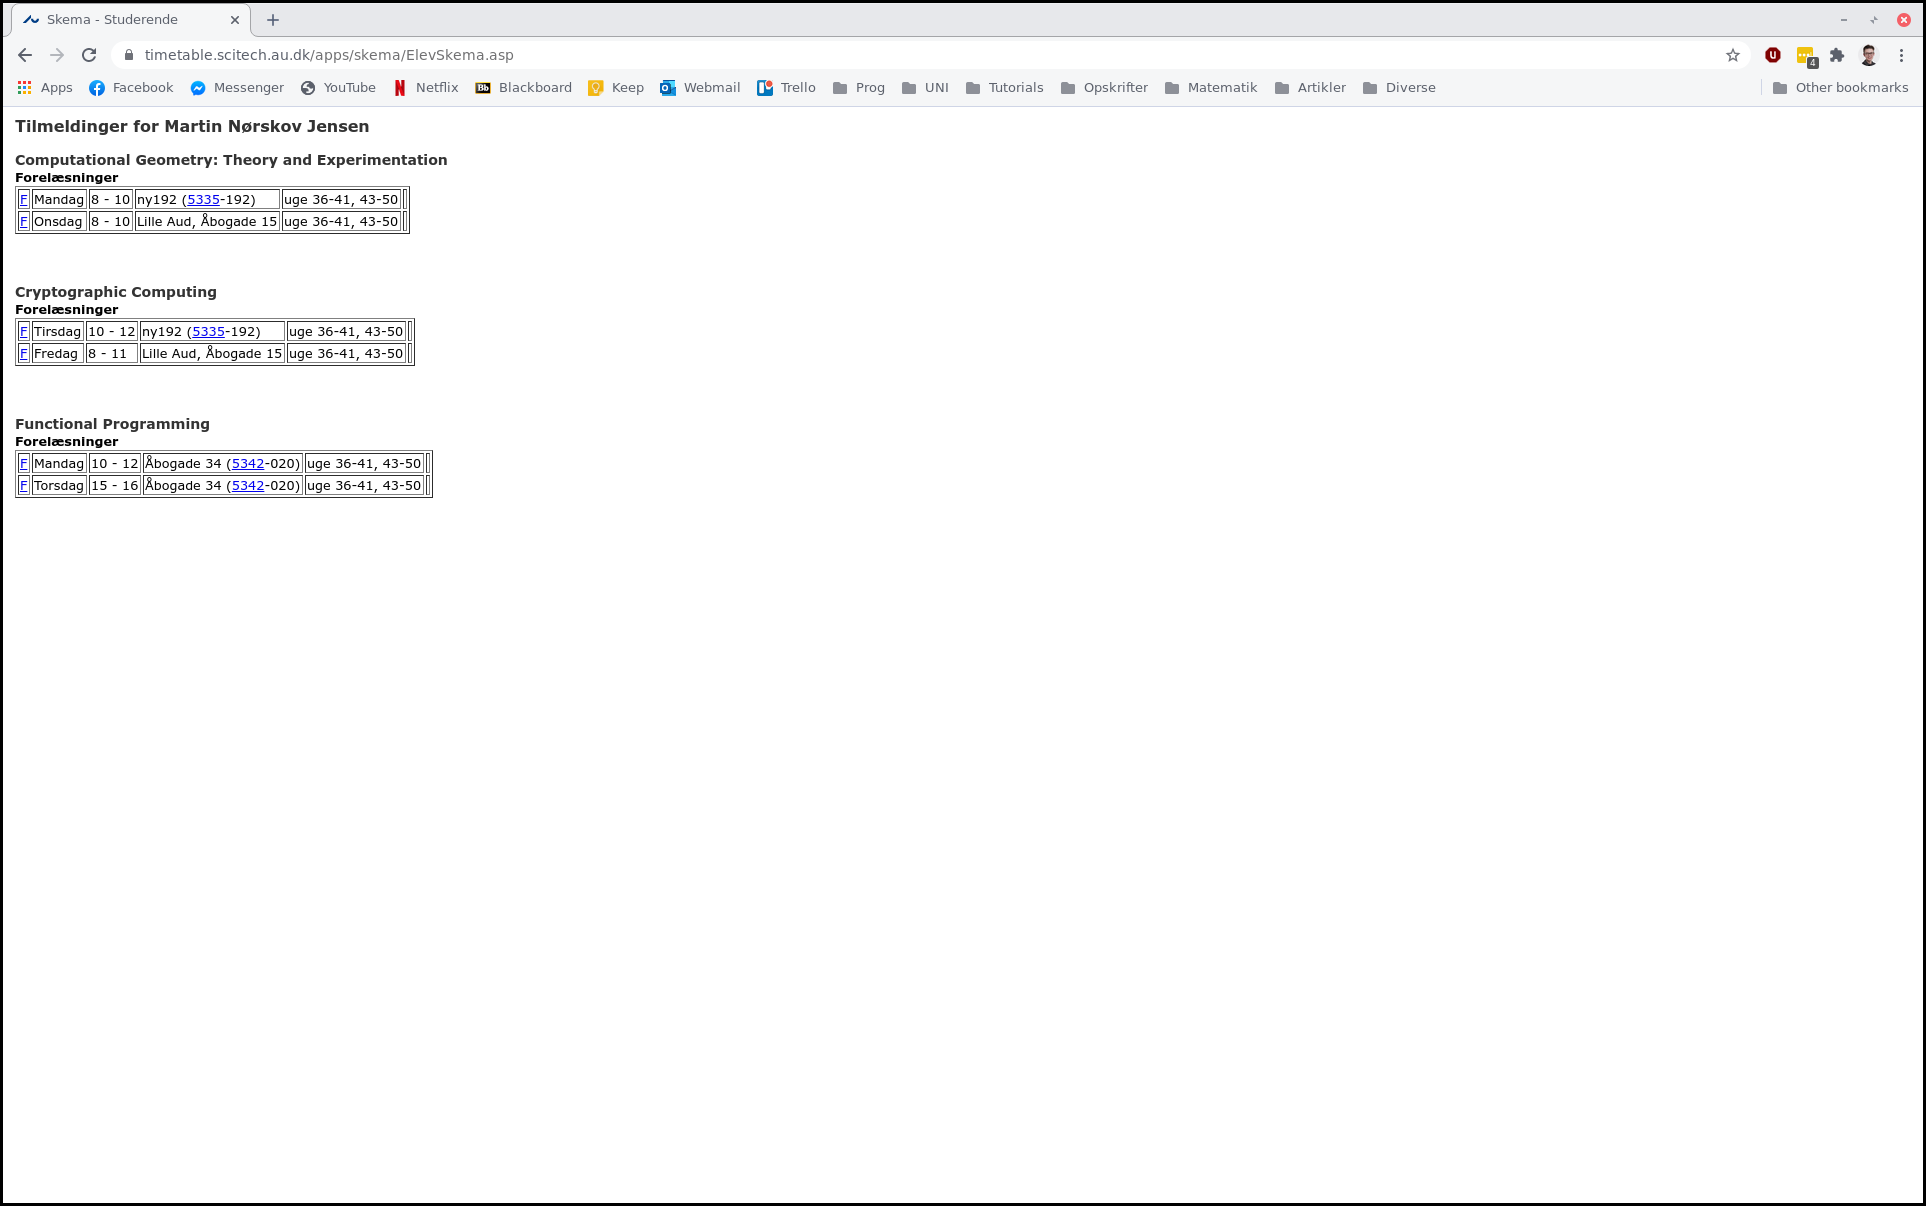 Skema - Studerende
timetable.scitech.au.dk/apps/skema/ElevSkema.asp
4
Apps Facebook Messenger YouTube Netflix Bb Blackboard Keep Webmail Trello Prog UNI Tutorials Opskrifter Matematik Artikler Diverse Other bookmarks
Tilmeldinger for Martin Nørskov Jensen
Computational Geometry: Theory and Experimentation
Forelæsninger
F Mandag 8 - 10 ny192 (5335-192) uge 36-41, 43-50
F Onsdag 8 - 10 Lille Aud, Åbogade 15 uge 36-41, 43-50
Cryptographic Computing
Forelæsninger
F Tirsdag 10 - 12 ny192 (5335-192) uge 36-41, 43-50
F Fredag 8 - 11 Lille Aud, Åbogade 15 uge 36-41, 43-50
Functional Programming
Forelæsninger
F Mandag 10 - 12 Åbogade 34 (5342-020) uge 36-41, 43-50
F Torsdag 15 - 16 Åbogade 34 (5342-020) uge 36-41, 43-50